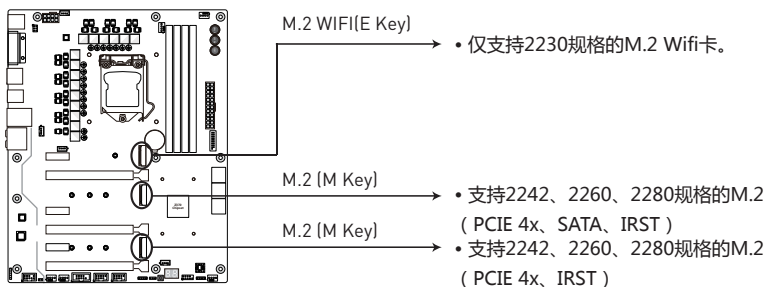 M.2 WIFI(E Key)
• 仅支持2230规格的M.2 Wifi卡。
M.2 (M Key)
• 支持2242、2260、2280规格的M.2
( PCIE 4x、SATA、IRST )
M.2 (M Key)
• 支持2242、2260、2280规格的M.2
( PCIE 4x、IRST )